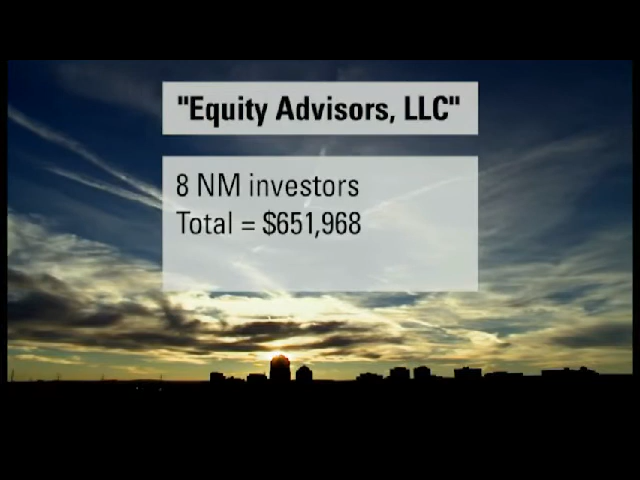 "Equity Advisors, LLC"
8 NM investors
Total = $651,968